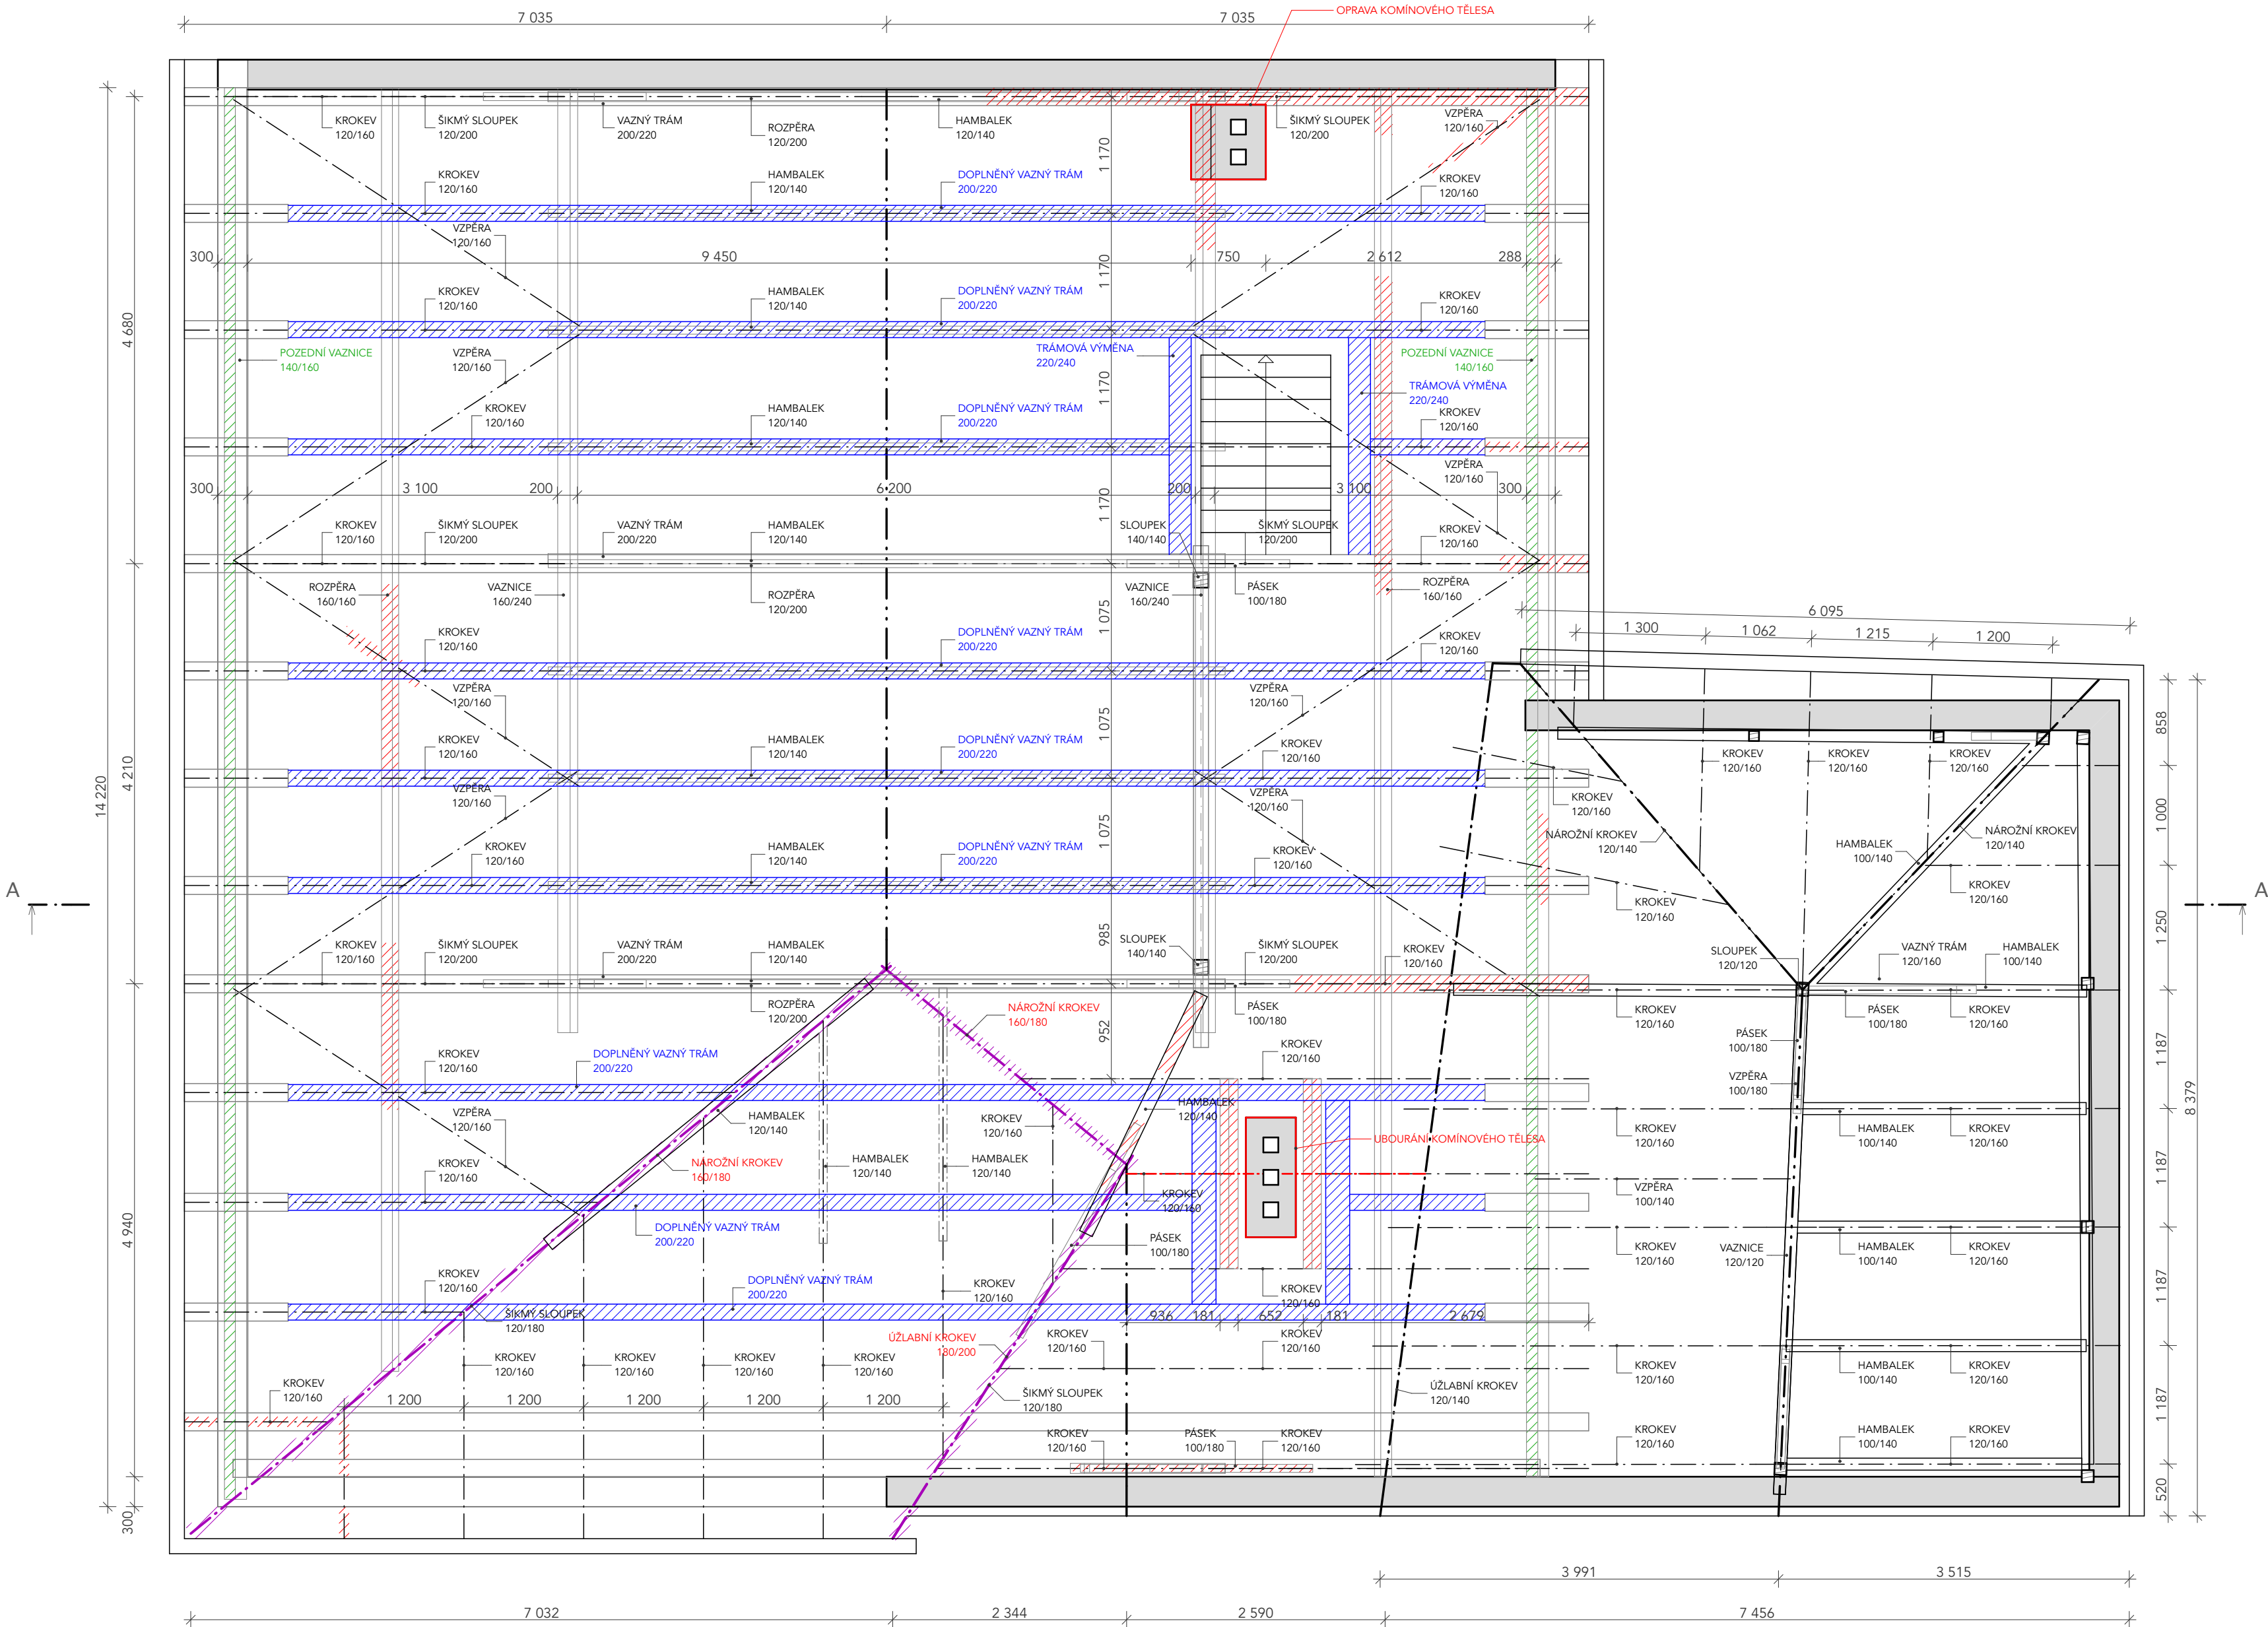 7 035
7 035
OPRAVA KOMÍNOVÉHO TĚLESA
KROKEV
120/160
ŠIKMÝ SLOUPEK
120/200
VAZNÝ TRÁM
200/220
ROZPĚRA
120/200
HAMBALEK
120/140
ŠIKMÝ SLOUPEK
120/200
VZPĚRA
120/160
1 170
KROKEV
120/160
HAMBALEK
120/140
DOPLNĚNÝ VAZNÝ TRÁM
200/220
KROKEV
120/160
VZPĚRA
120/160
300
9 450
750
2 612
288
1 170
KROKEV
120/160
HAMBALEK
120/140
DOPLNĚNÝ VAZNÝ TRÁM
200/220
KROKEV
120/160
4 680
POZEDNÍ VAZNICE
140/160
VZPĚRA
120/160
TRÁMOVÁ VÝMĚNA
220/240
POZEDNÍ VAZNICE
140/160
TRÁMOVÁ VÝMĚNA
220/240
1 170
KROKEV
120/160
HAMBALEK
120/140
DOPLNĚNÝ VAZNÝ TRÁM
200/220
KROKEV
120/160
VZPĚRA
120/160
300
3 100
200
6 200
200
3 100
300
1 170
KROKEV
120/160
ŠIKMÝ SLOUPEK
120/200
VAZNÝ TRÁM
200/220
HAMBALEK
120/140
SLOUPEK
140/140
ŠIKMÝ SLOUPEK
120/200
KROKEV
120/160
ROZPĚRA
160/160
VAZNICE
160/240
ROZPĚRA
120/200
VAZNICE
160/240
PÁSEK
100/180
ROZPĚRA
160/160
1 075
6 095
1 300
1 062
1 215
1 200
KROKEV
120/160
DOPLNĚNÝ VAZNÝ TRÁM
200/220
KROKEV
120/160
VZPĚRA
120/160
VZPĚRA
120/160
1 075
858
KROKEV
120/160
HAMBALEK
120/140
DOPLNĚNÝ VAZNÝ TRÁM
200/220
KROKEV
120/160
KROKEV
120/160
KROKEV
120/160
KROKEV
120/160
4 210
14 220
VZPĚRA
120/160
VZPĚRA
120/160
KROKEV
120/160
1 000
1 075
NÁROŽNÍ KROKEV
120/140
HAMBALEK
100/140
NÁROŽNÍ KROKEV
120/140
KROKEV
120/160
HAMBALEK
120/140
DOPLNĚNÝ VAZNÝ TRÁM
200/220
KROKEV
120/160
KROKEV
120/160
KROKEV
120/160
A
A
985
1 250
KROKEV
120/160
ŠIKMÝ SLOUPEK
120/200
VAZNÝ TRÁM
200/220
HAMBALEK
120/140
SLOUPEK
140/140
ŠIKMÝ SLOUPEK
120/200
KROKEV
120/160
SLOUPEK
120/120
VAZNÝ TRÁM
120/160
HAMBALEK
100/140
ROZPĚRA
120/200
NÁROŽNÍ KROKEV
160/180
PÁSEK
100/180
KROKEV
120/160
PÁSEK
100/180
KROKEV
120/160
952
PÁSEK
100/180
1 187
KROKEV
120/160
DOPLNĚNÝ VAZNÝ TRÁM
200/220
KROKEV
120/160
VZPĚRA
100/180
8 379
VZPĚRA
120/160
HAMBALEK
120/140
KROKEV
120/160
HAMBALEK
120/140
KROKEV
120/160
HAMBALEK
100/140
KROKEV
120/160
UBOURÁNÍ KOMÍNOVÉHO TĚLESA
KROKEV
120/160
NÁROŽNÍ KROKEV
160/180
HAMBALEK
120/140
HAMBALEK
120/140
KROKEV
120/160
VZPĚRA
100/140
1 187
4 940
DOPLNĚNÝ VAZNÝ TRÁM
200/220
PÁSEK
100/180
KROKEV
120/160
VAZNICE
120/120
HAMBALEK
100/140
KROKEV
120/160
KROKEV
120/160
DOPLNĚNÝ VAZNÝ TRÁM
200/220
KROKEV
120/160
KROKEV
120/160
1 187
ŠIKMÝ SLOUPEK
120/180
936
181
652
181
2 679
ÚŽLABNÍ KROKEV
180/200
KROKEV
120/160
KROKEV
120/160
KROKEV
120/160
KROKEV
120/160
KROKEV
120/160
KROKEV
120/160
KROKEV
120/160
HAMBALEK
100/140
KROKEV
120/160
KROKEV
120/160
1 200
1 200
1 200
1 200
1 200
ŠIKMÝ SLOUPEK
120/180
ÚŽLABNÍ KROKEV
120/140
1 187
KROKEV
120/160
PÁSEK
100/180
KROKEV
120/160
KROKEV
120/160
HAMBALEK
100/140
KROKEV
120/160
300
520
3 991
3 515
7 032
2 344
2 590
7 456